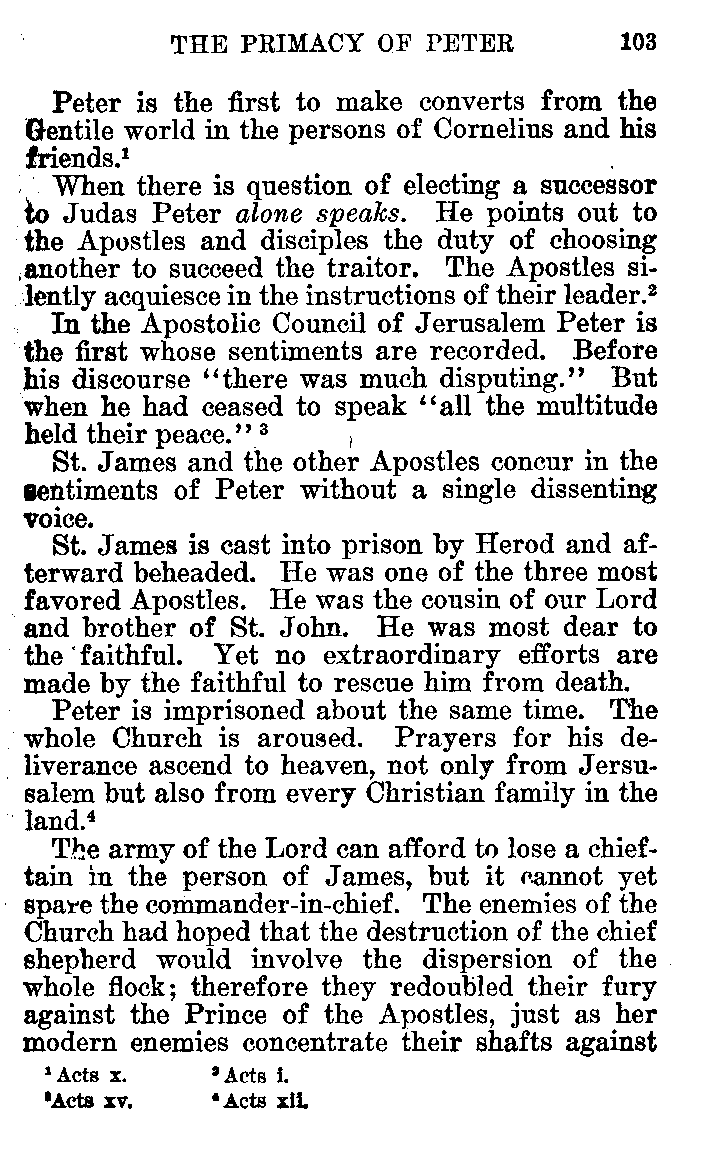 THE PRIMACY OF PETER 103
Peter is the first to make converts from the
Gentile world in the persons of Cornelius and his
friends.¹
When there is question of electing a successor
to Judas Peter alone speaks. He points out to
the Apostles and disciples the duty of choosing
another to succeed the traitor. The Apostles si-
lently acquiesce in the instructions of their leader.²
In the Apostolic Council of Jerusalem Peter is
the first whose sentiments are recorded. Before
his discourse “there was much disputing.” But
when he had ceased to speak “all the multitude
held their peace.” ³
St. James and the other Apostles concur in the
sentiments of Peter without a single dissenting
voice.
St. James is cast into prison by Herod and af-
terward beheaded. He was one of the three most
favored Apostles. He was the cousin of our Lord
and brother of St. John. He was most dear to
the faithful. Yet no extraordinary efforts are
made by the faithful to rescue him from death.
Peter is imprisoned about the same time. The
whole Church is aroused. Prayers for his de-
liverance ascend to heaven, not only from Jersu-
salem but also from every Christian family in the
land.⁴
The army of the Lord can afford to lose a chief-
tain in the person of James, but it cannot yet
spare the commander-in-chief. The enemies of the
Church had hoped that the destruction of the chief
shepherd would involve the dispersion of the
whole flock; therefore they redoubled their fury
against the Prince of the Apostles, just as her
modern enemies concentrate their shafts against
¹ Acts x. ² Acts i.
³Acts xv. ⁴ Acts xii.